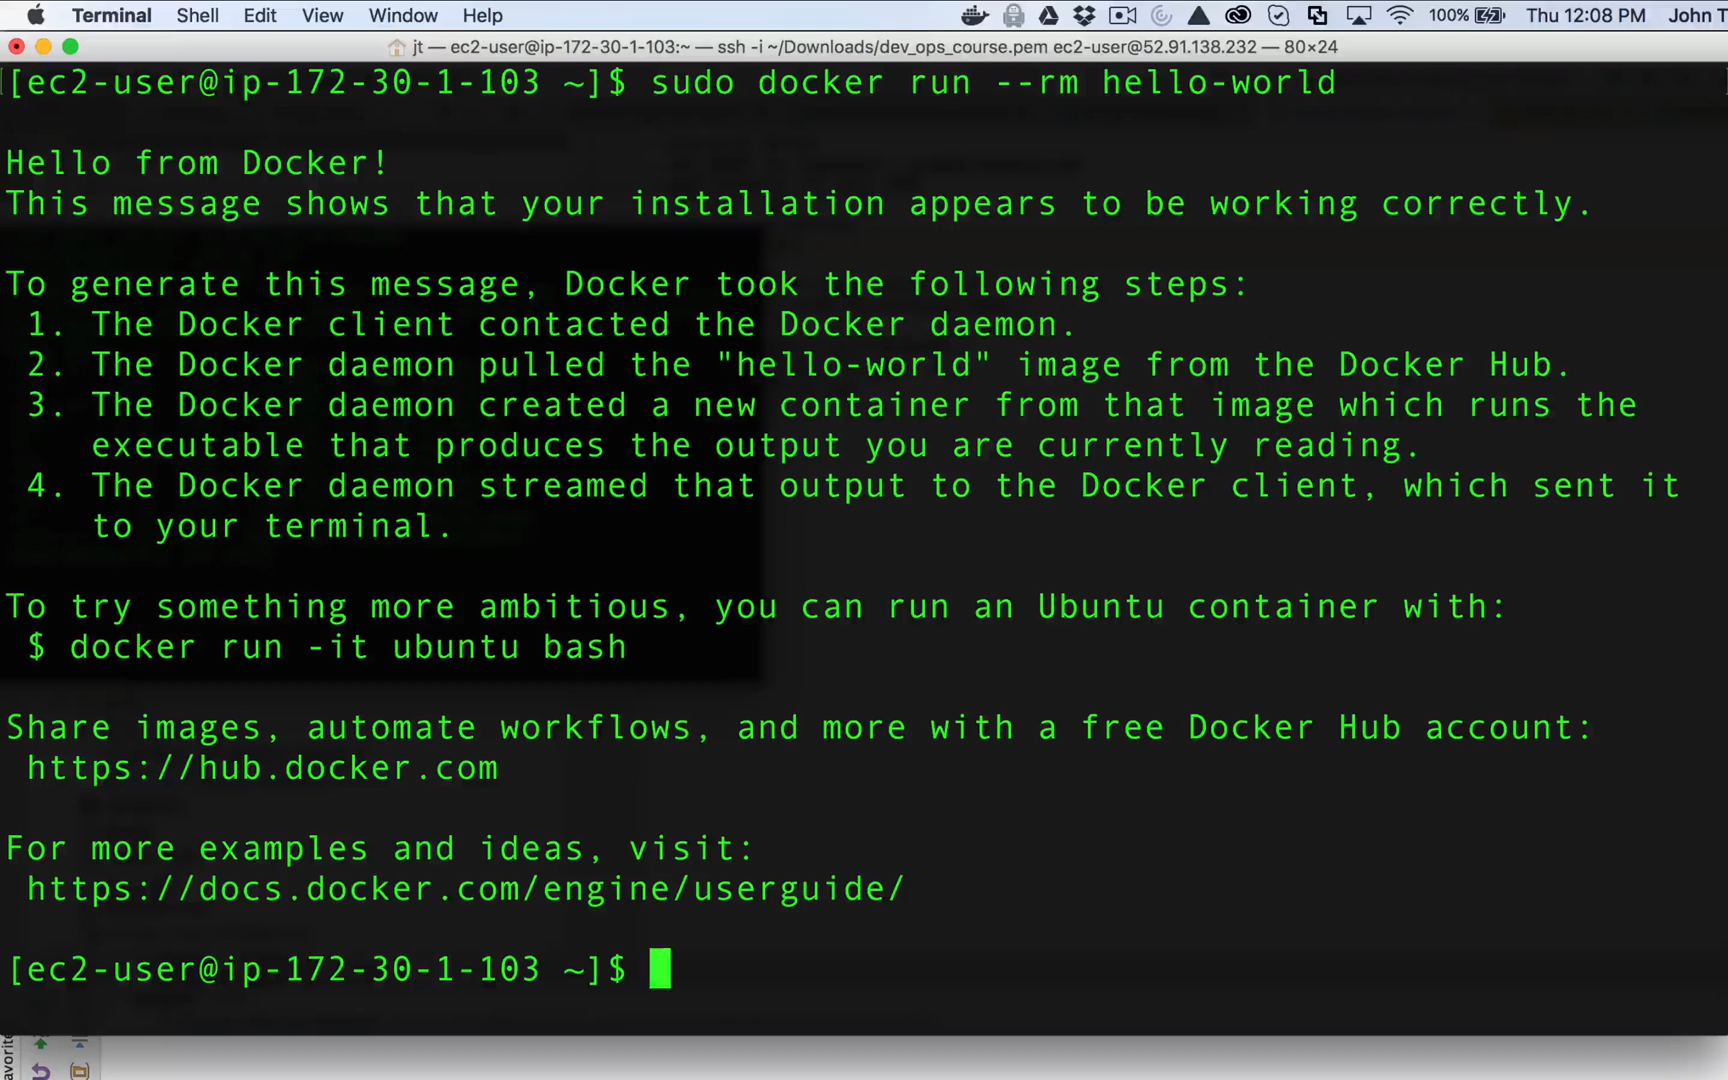 Terminal Shell Edit View Window Help 100% Thu 12:08 PM John T
jt — ec2-user@ip-172-30-1-103:~ — ssh -i ~/Downloads/dev_ops_course.pem ec2-user@52.91.138.232 — 80×24
[ec2-user@ip-172-30-1-103 ~]$ sudo docker run --rm hello-world
Hello from Docker!
This message shows that your installation appears to be working correctly.
To generate this message, Docker took the following steps:
1. The Docker client contacted the Docker daemon.
2. The Docker daemon pulled the "hello-world" image from the Docker Hub.
3. The Docker daemon created a new container from that image which runs the
executable that produces the output you are currently reading.
4. The Docker daemon streamed that output to the Docker client, which sent it
to your terminal.
To try something more ambitious, you can run an Ubuntu container with:
$ docker run -it ubuntu bash
Share images, automate workflows, and more with a free Docker Hub account:
https://hub.docker.com
For more examples and ideas, visit:
https://docs.docker.com/engine/userguide/
[ec2-user@ip-172-30-1-103 ~]$